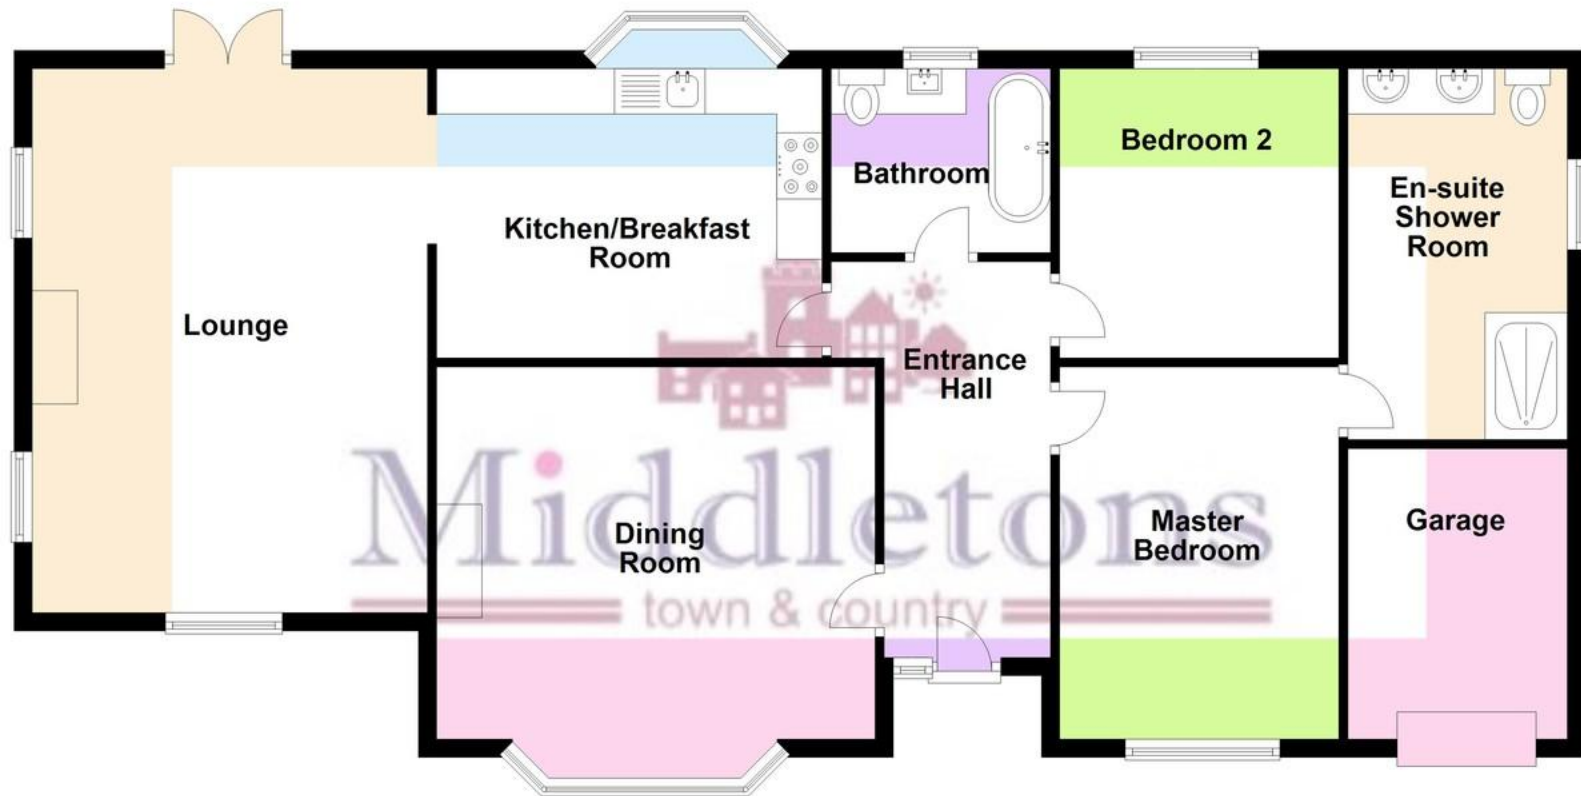 Bedroom 2
Bathroom
En-suite
Shower
Room
Kitchen/Breakfast
Room
Lounge
Entrance
Hall
Dining
Room
Master
Bedroom
Garage
Middletons
town & country